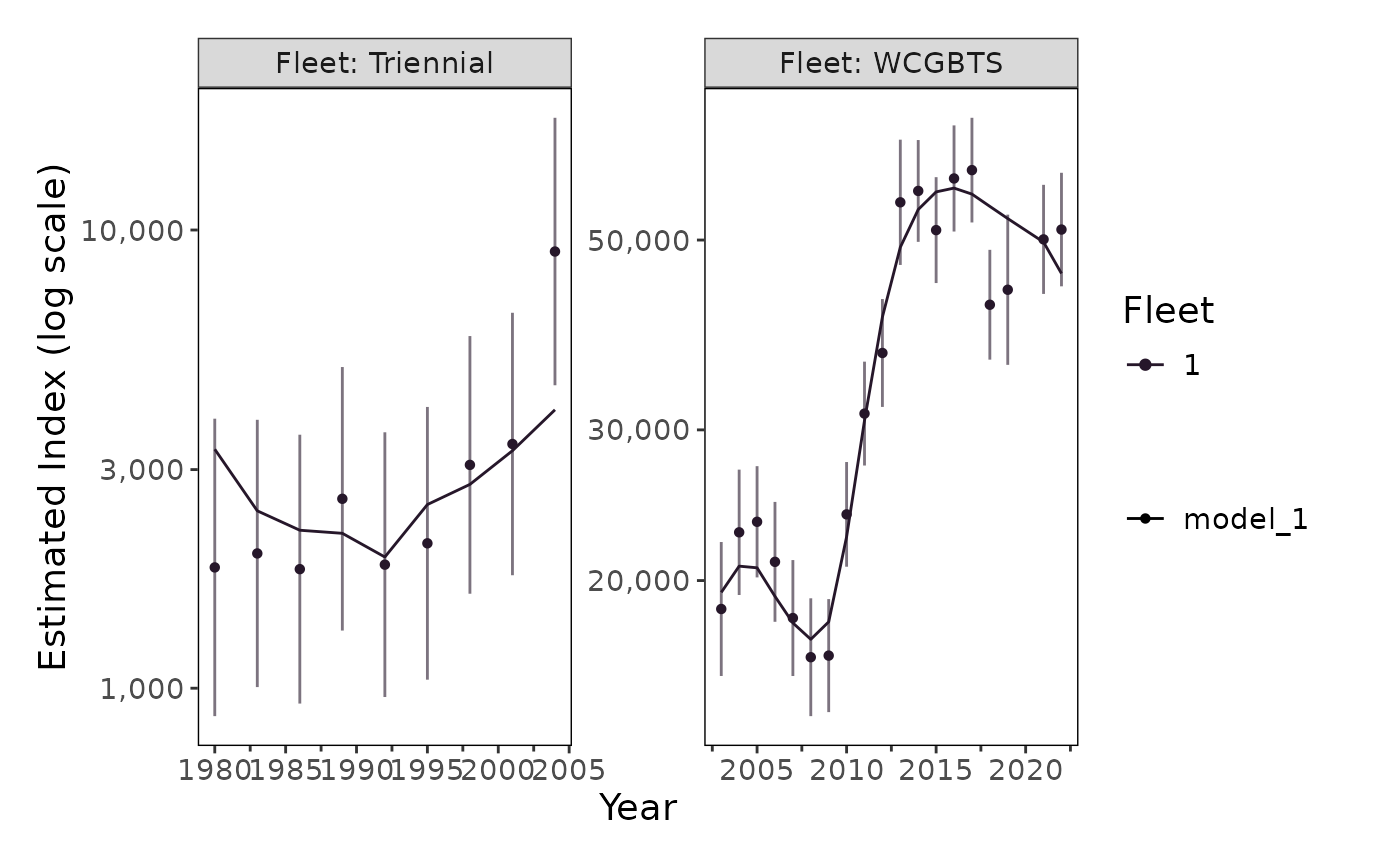 Fleet: Triennial
Fleet: WCGBTS
Estimated Index (log scale)
10,000
3,000
1,000
50,000
30,000
20,000
1980 1985 1990 1995 2000 2005
2005 2010 2015 2020
Year
Fleet
1
model_1